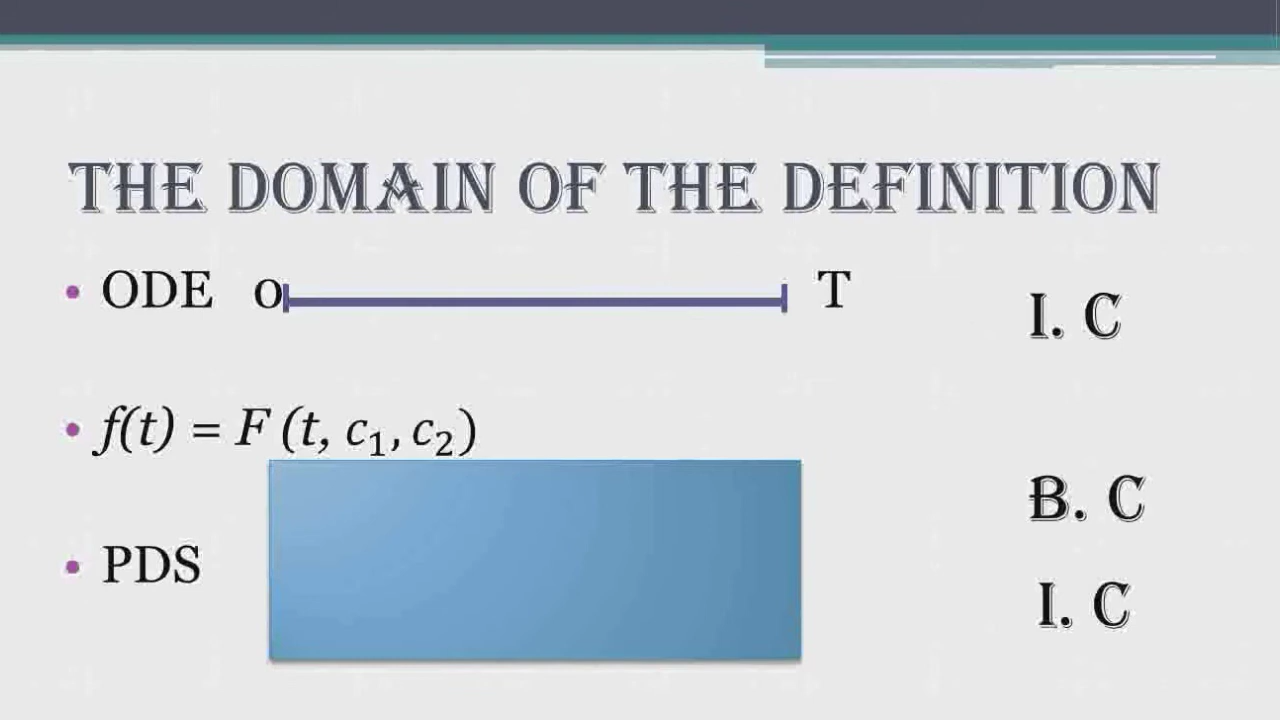 THE DOMAIN OF THE DEFINITION
• ODE o T
I. C
• f(t) = F (t, c₁, c₂)
B. C
• PDS
I. C